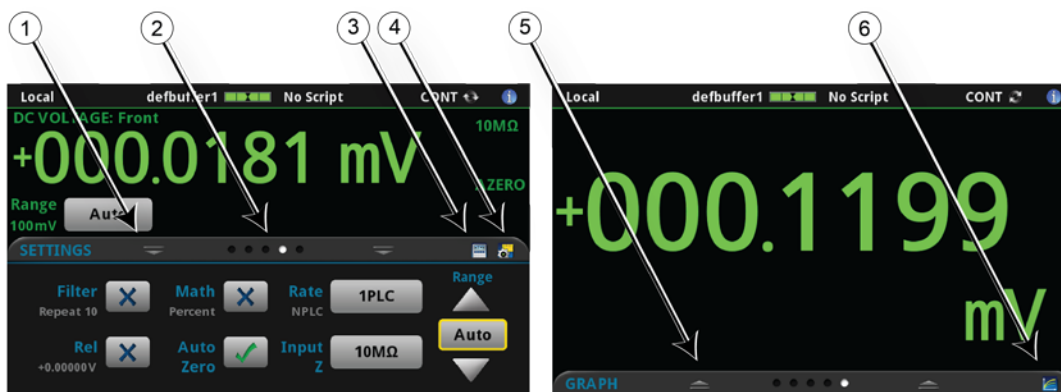 1 2 3 4 5 6
Local defbuffer1 No Script CONT
DC VOLTAGE: Front
10MΩ
+000.0181 mV
AZERO
Range
100mV Auto
SETTINGS
Filter
Repeat 10
Math
Percent
Rate
NPLC
1PLC
Range
Auto
Rel
+0.00000V
Auto
Zero
Input
Z
10MΩ
Local defbuffer1 No Script CONT
+000.1199
mV
GRAPH